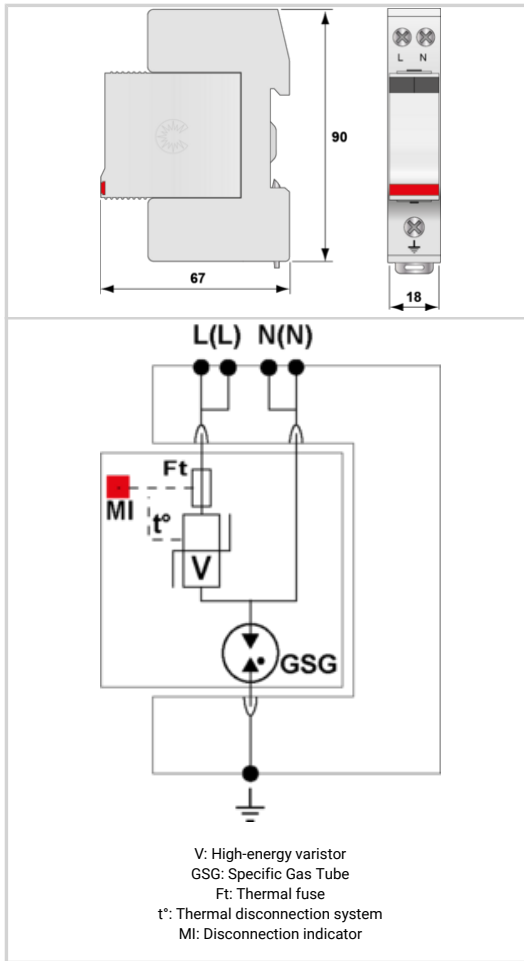 L N
90
67
18
L(L) N(N)
Ft
MI
t°
V
GSG
V: High-energy varistor
GSG: Specific Gas Tube
Ft: Thermal fuse
t°: Thermal disconnection system
MI: Disconnection indicator